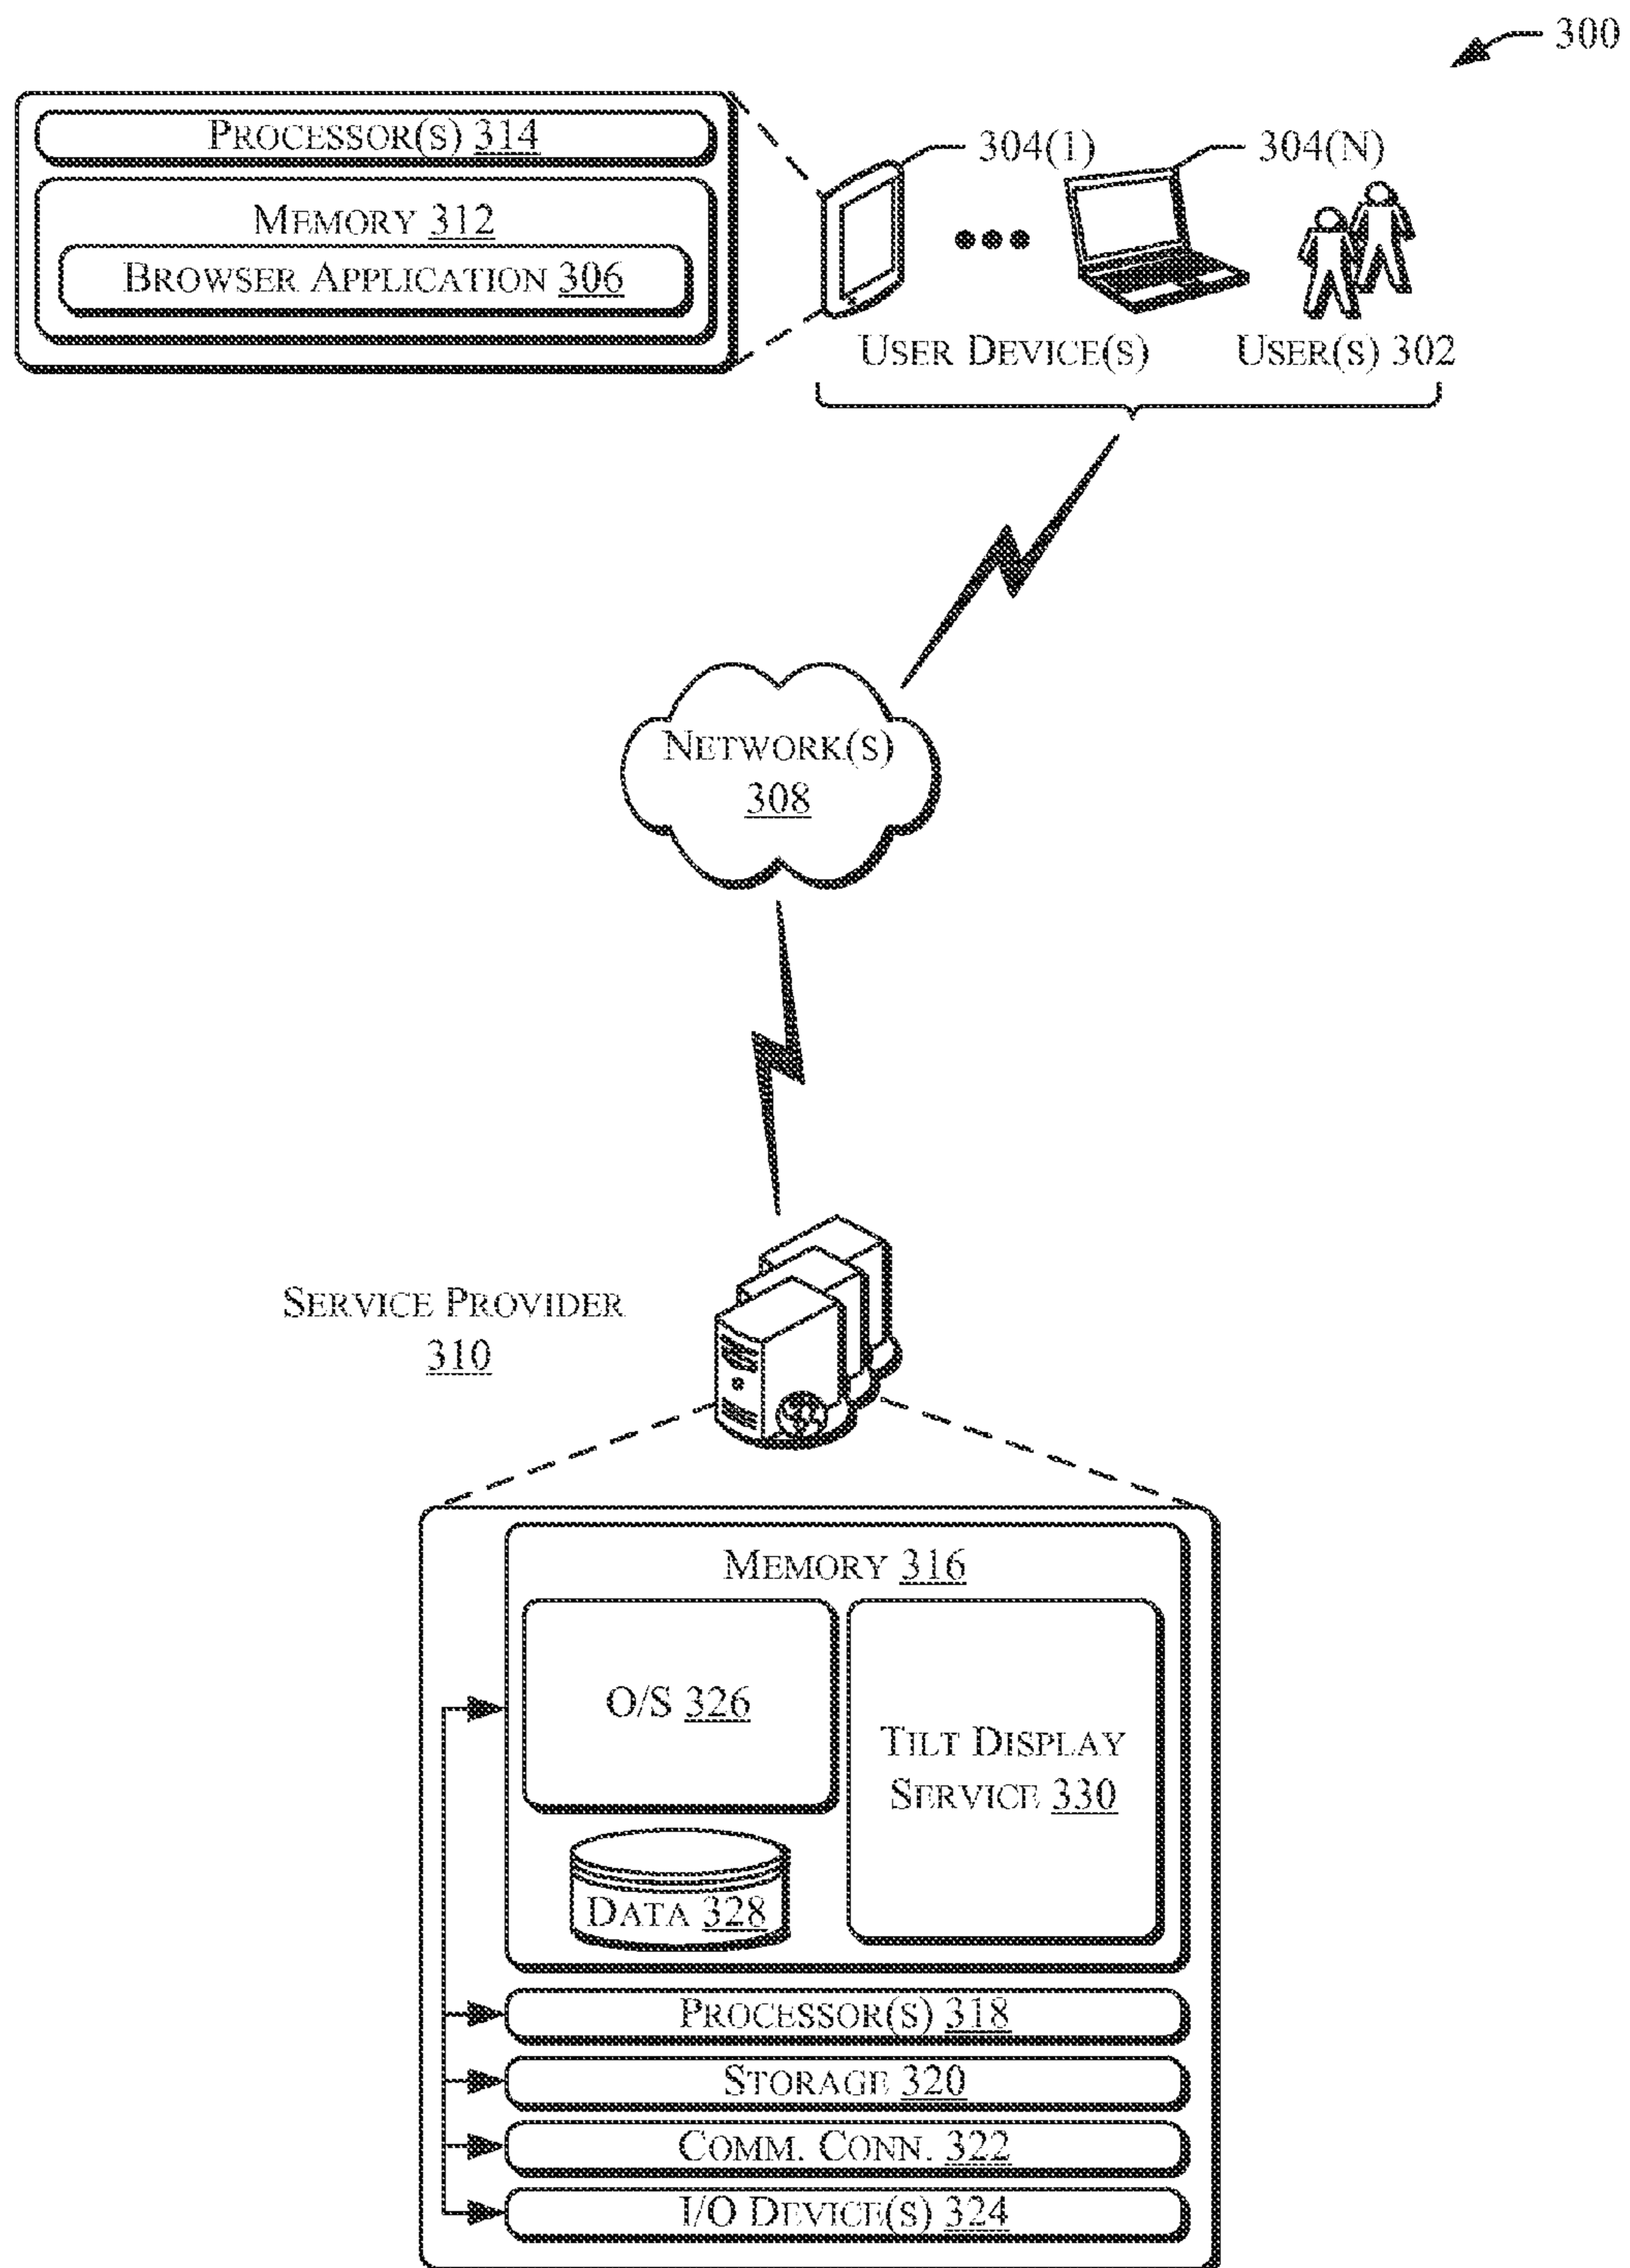 300
PROCESSOR(S) 314
MEMORY 312
BROWSER APPLICATION 306
304(1)
304(N)
USER DEVICE(S)
USER(S) 302
NETWORK(S)
308
SERVICE PROVIDER
310
MEMORY 316
O/S 326
TILT DISPLAY
SERVICE 330
DATA 328
PROCESSOR(S) 318
STORAGE 320
COMM. CONN. 322
I/O DEVICE(S) 324